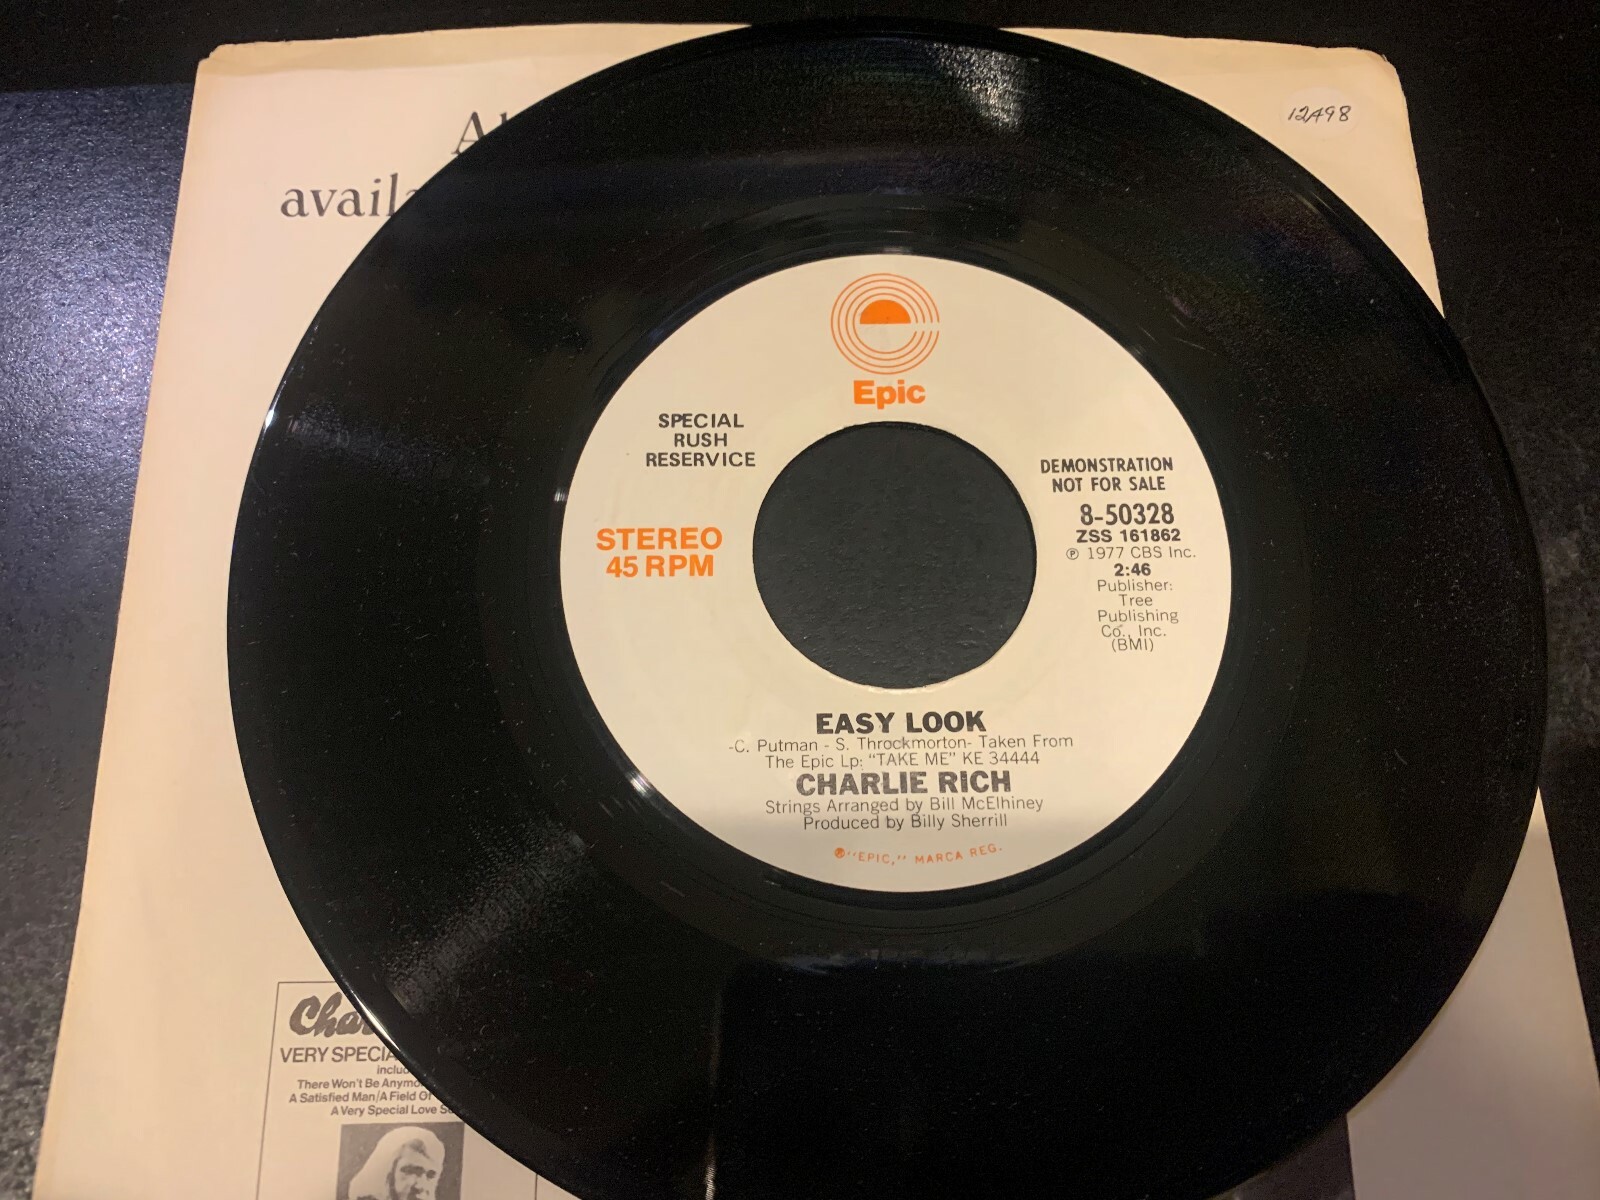 avail
12A98
Epic
SPECIAL
RUSH
RESERVICE
STEREO
45 RPM
DEMONSTRATION
NOT FOR SALE
8-50328
ZSS 161862
℗ 1977 CBS Inc.
2:46
Publisher:
Tree
Publishing
Co., Inc.
(BMI)
EASY LOOK
-C. Putman - S. Throckmorton- Taken From
The Epic Lp: "TAKE ME" KE 34444
CHARLIE RICH
Strings Arranged by Bill McElhiney
Produced by Billy Sherrill
® "EPIC," MARCA REG.
Cha
VERY SPECIA
inclu
There Won't Be Anymo
A Satisfied Man/A Field Of
A Very Special Love S